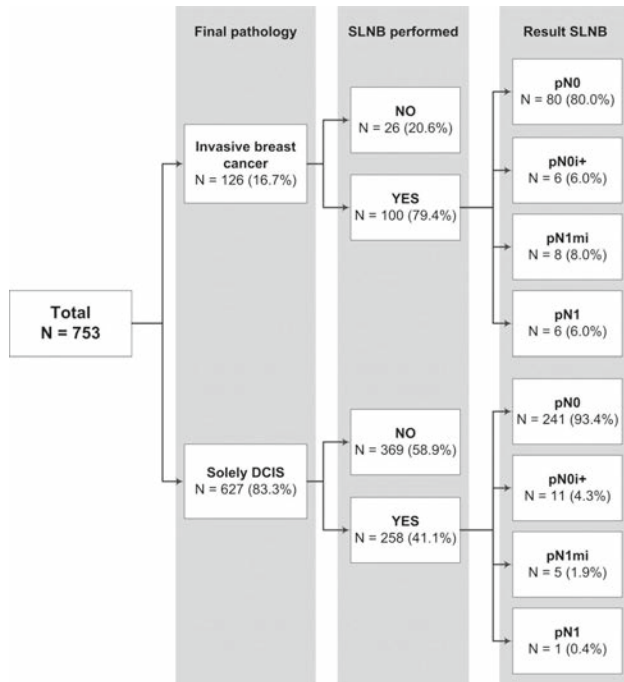 Final pathology
SLNB performed
Result SLNB
Total
N = 753
Invasive breast
cancer
N = 126 (16.7%)
NO
N = 26 (20.6%)
YES
N = 100 (79.4%)
pN0
N = 80 (80.0%)
pN0i+
N = 6 (6.0%)
pN1mi
N = 8 (8.0%)
pN1
N = 6 (6.0%)
Solely DCIS
N = 627 (83.3%)
NO
N = 369 (58.9%)
YES
N = 258 (41.1%)
pN0
N = 241 (93.4%)
pN0i+
N = 11 (4.3%)
pN1mi
N = 5 (1.9%)
pN1
N = 1 (0.4%)